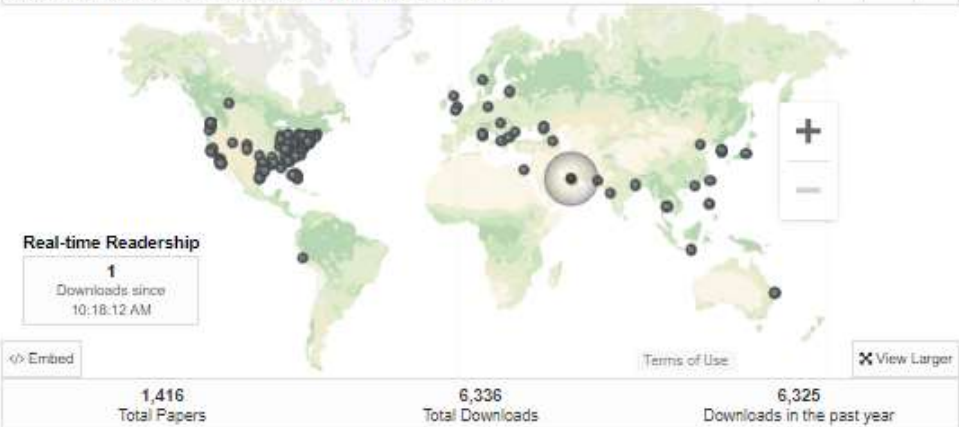 Real-time Readership
1
Downloads since
10:18:12 AM
</> Embed
Terms of Use
View Larger
1,416
Total Papers
6,336
Total Downloads
6,325
Downloads in the past year